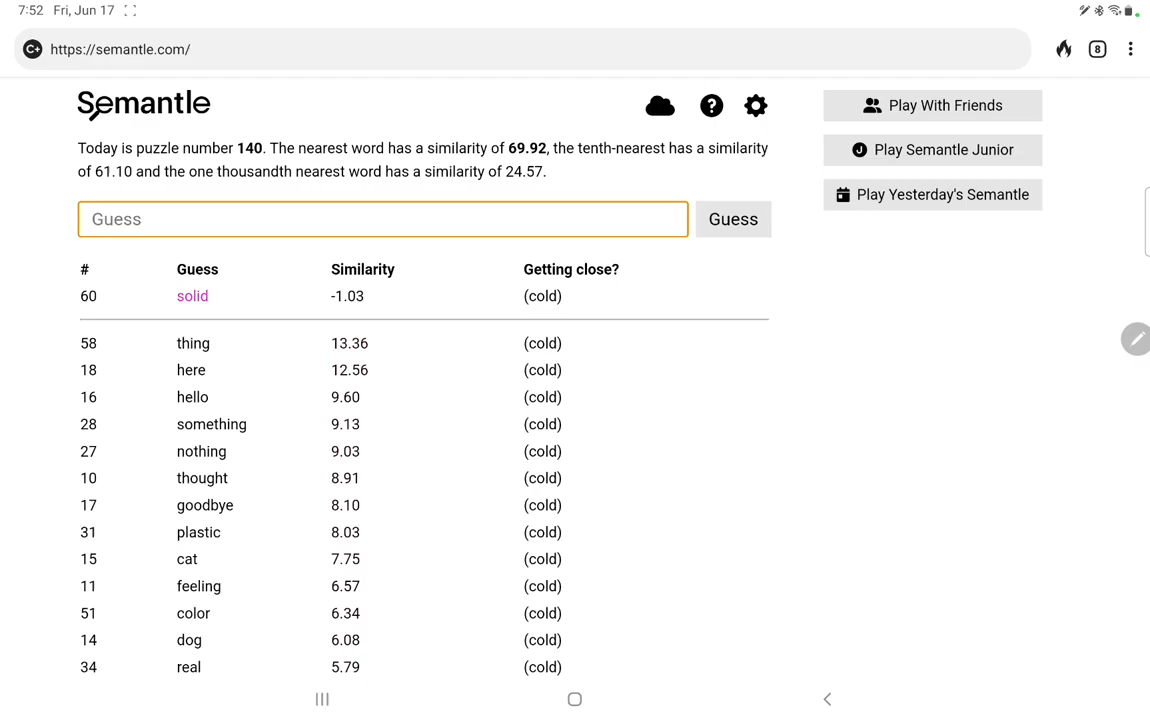 7:52 Fri, Jun 17
C+ https://semantle.com/ 8
Semantle
Play With Friends
Today is puzzle number 140. The nearest word has a similarity of 69.92, the tenth-nearest has a similarity
of 61.10 and the one thousandth nearest word has a similarity of 24.57.
J Play Semantle Junior
Play Yesterday's Semantle
Guess Guess
# Guess Similarity Getting close?
60 solid -1.03 (cold)
58 thing 13.36 (cold)
18 here 12.56 (cold)
16 hello 9.60 (cold)
28 something 9.13 (cold)
27 nothing 9.03 (cold)
10 thought 8.91 (cold)
17 goodbye 8.10 (cold)
31 plastic 8.03 (cold)
15 cat 7.75 (cold)
11 feeling 6.57 (cold)
51 color 6.34 (cold)
14 dog 6.08 (cold)
34 real 5.79 (cold)